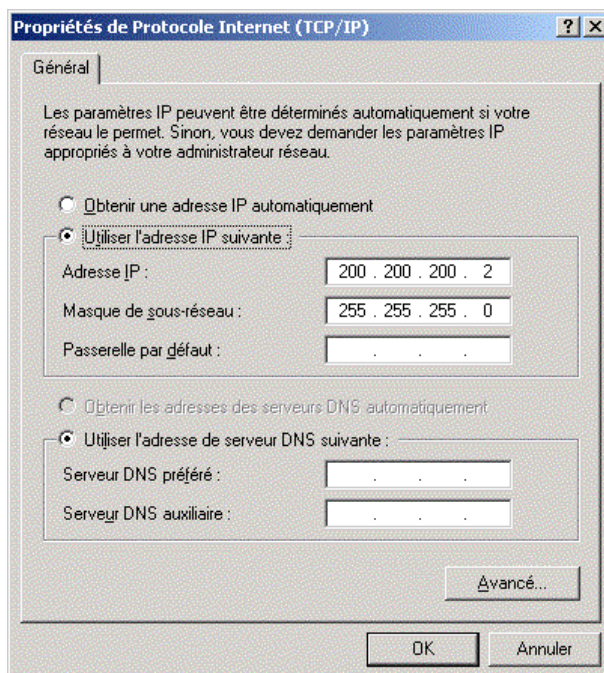 Propriétés de Protocole Internet (TCP/IP)
Général
Les paramètres IP peuvent être déterminés automatiquement si votre
réseau le permet. Sinon, vous devez demander les paramètres IP
appropriés à votre administrateur réseau.
Obtenir une adresse IP automatiquement
Utiliser l'adresse IP suivante :
Adresse IP : 200 . 200 . 200 . 2
Masque de sous-réseau : 255 . 255 . 255 . 0
Passerelle par défaut : . . .
Obtenir les adresses des serveurs DNS automatiquement
Utiliser l'adresse de serveur DNS suivante :
Serveur DNS préféré : . . .
Serveur DNS auxiliaire : . . .
Avancé...
OK Annuler